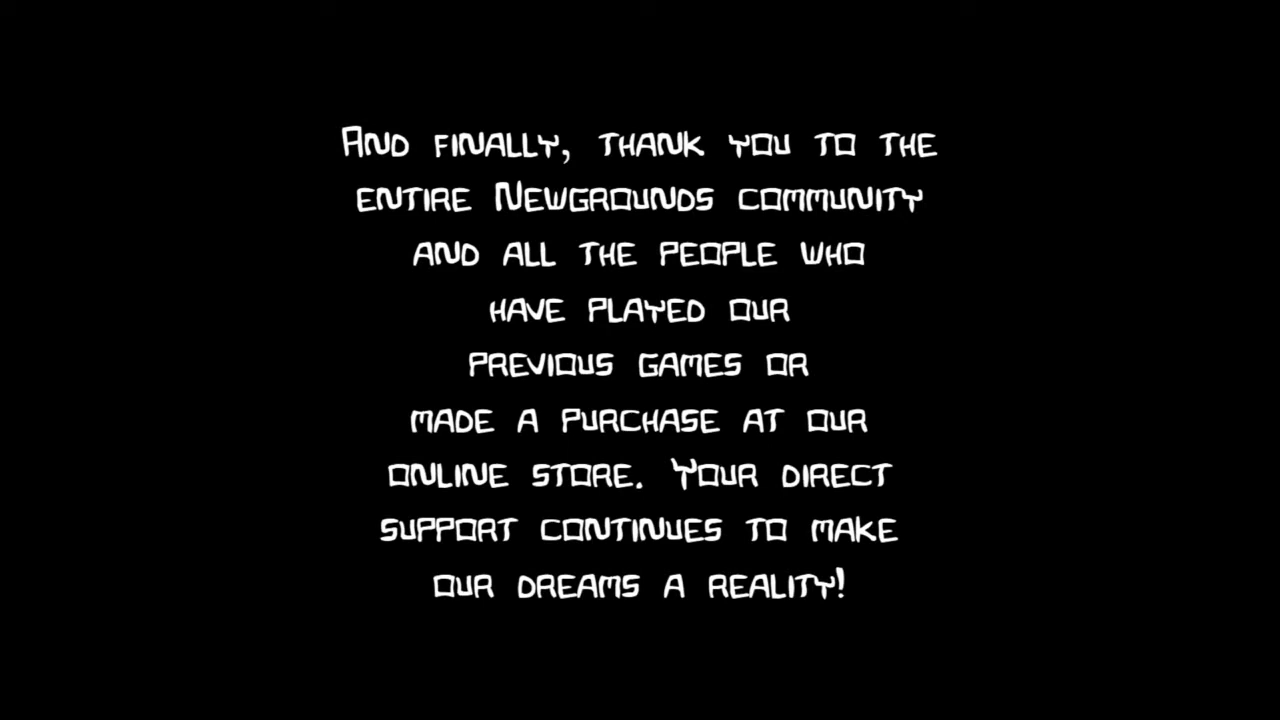 And finally, thank you to the
entire Newgrounds community
and all the people who
have played our
previous games or
made a purchase at our
online store. Your direct
support continues to make
our dreams a reality!